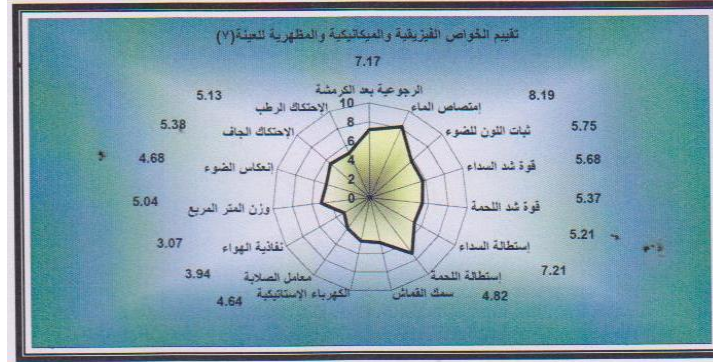 تقييم الخواص الفيزيقية والميكانيكية والمظهرية للعينة(٧)
7.17
الرجوعية بعد الكرمشة
8.19
إمتصاص الماء
5.75
ثبات اللون للضوء
5.68
قوة شد السداء
5.37
قوة شد اللحمة
5.21
إستطالة السداء
7.21
إستطالة اللحمة
4.82
سمك القماش
4.64
الكهرباء الإستاتيكية
3.94
معامل الصلابة
3.07
نفاذية الهواء
5.04
وزن المتر المربع
4.68
إنعكاس الضوء
5.38
الإحتكاك الجاف
5.13
الإحتكاك الرطب
10
8
6
4
2
0